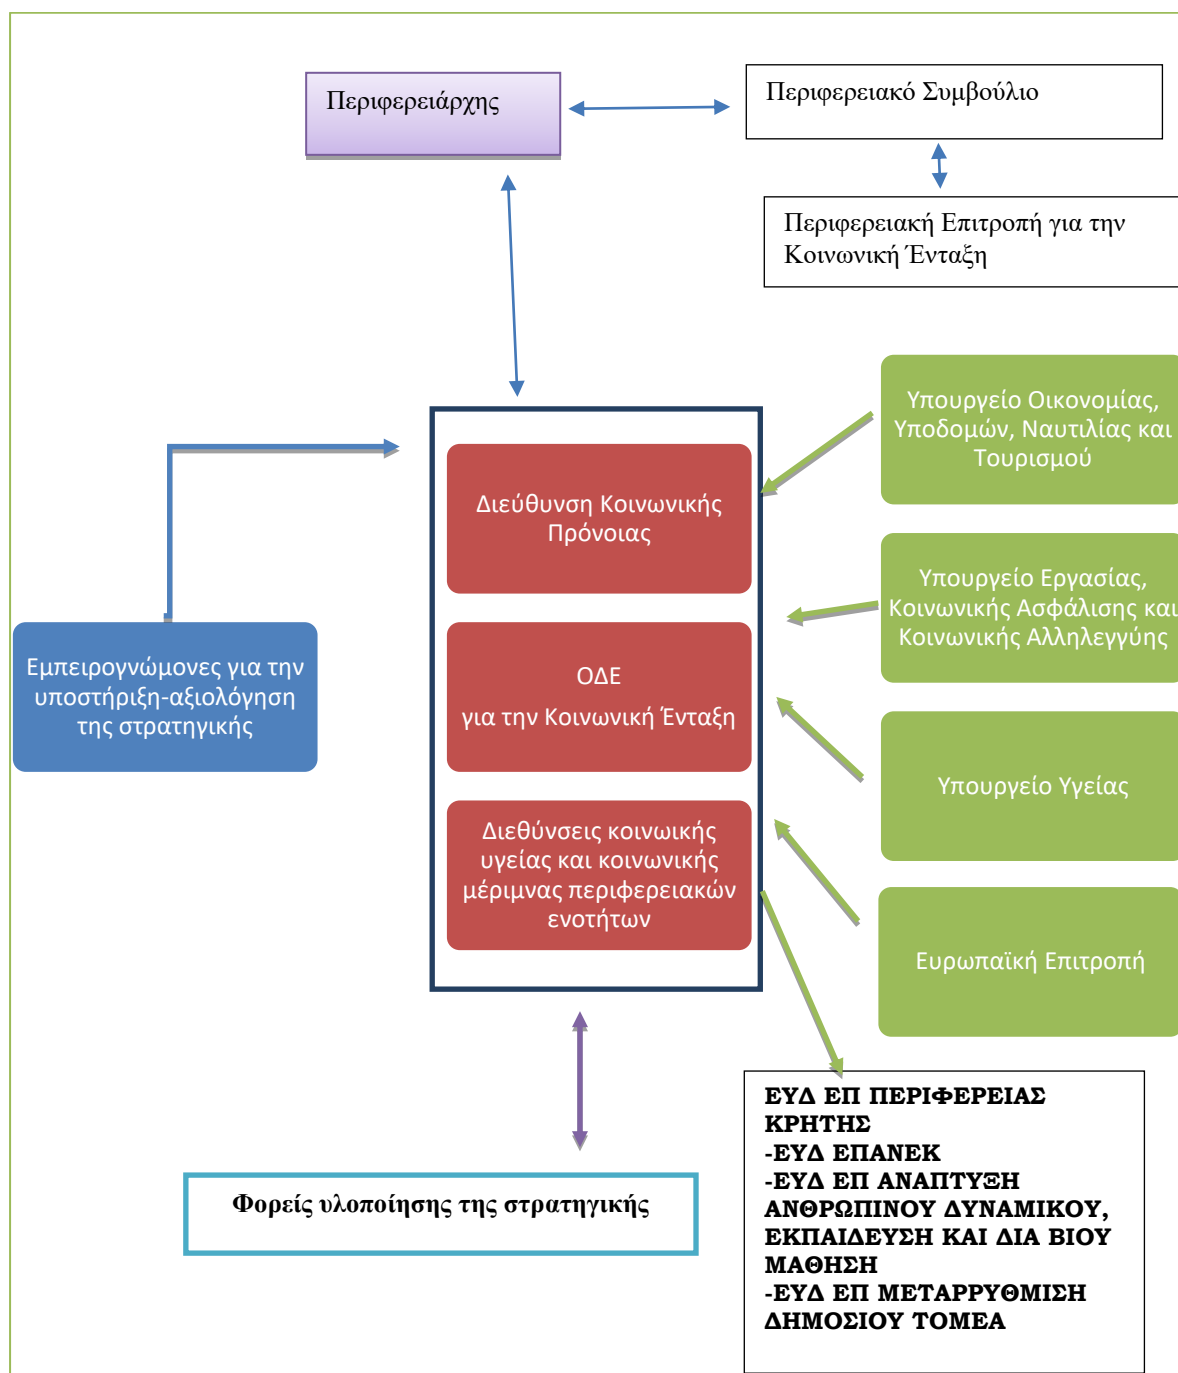 Περιφερειάρχης
Περιφερειακό Συμβούλιο
Περιφερειακή Επιτροπή για την
Κοινωνική Ένταξη
Υπουργείο Οικονομίας,
Υποδομών, Ναυτιλίας και
Τουρισμού
Διεύθυνση Κοινωνικής
Πρόνοιας
Υπουργείο Εργασίας,
Κοινωνικής Ασφάλισης και
Κοινωνικής Αλληλεγγύης
Εμπειρογνώμονες για την
υποστήριξη-αξιολόγηση
της στρατηγικής
ΟΔΕ
για την Κοινωνική Ένταξη
Υπουργείο Υγείας
Διεθύνσεις κοινωικής
υγείας και κοινωνικής
μέριμνας περιφερειακών
ενοτήτων
Ευρωπαϊκή Επιτροπή
Φορείς υλοποίησης της στρατηγικής
ΕΥΔ ΕΠ ΠΕΡΙΦΕΡΕΙΑΣ
ΚΡΗΤΗΣ
-ΕΥΔ ΕΠΑΝΕΚ
-ΕΥΔ ΕΠ ΑΝΑΠΤΥΞΗ
ΑΝΘΡΩΠΙΝΟΥ ΔΥΝΑΜΙΚΟΥ,
ΕΚΠΑΙΔΕΥΣΗ ΚΑΙ ΔΙΑ ΒΙΟΥ
ΜΑΘΗΣΗ
-ΕΥΔ ΕΠ ΜΕΤΑΡΡΥΘΜΙΣΗ
ΔΗΜΟΣΙΟΥ ΤΟΜΕΑ